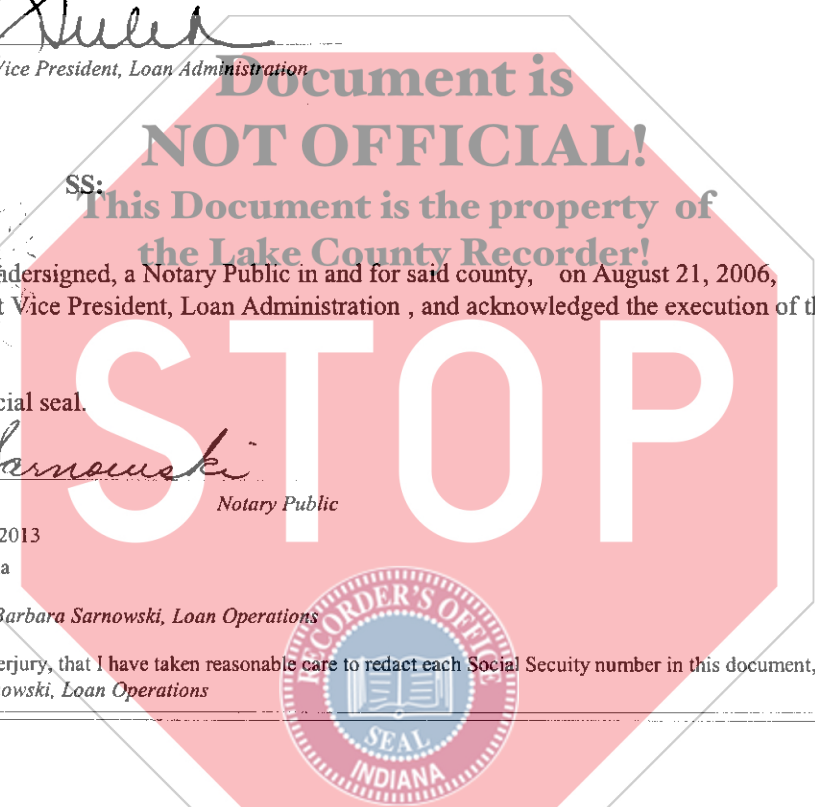 Vice President, Loan Administration
Document is
NOT OFFICIAL!
SS:
This Document is the property of
the Lake County Recorder!
ndersigned, a Notary Public in and for said county, on August 21, 2006,
t Vice President, Loan Administration , and acknowledged the execution of th
STOP
cial seal.
arnowski
Notary Public
2013
a
Barbara Sarnowski, Loan Operations
erjury, that I have taken reasonable care to redact each Social Secuity number in this document,
owski, Loan Operations
RECORDER'S OFFICE
SEAL
INDIANA